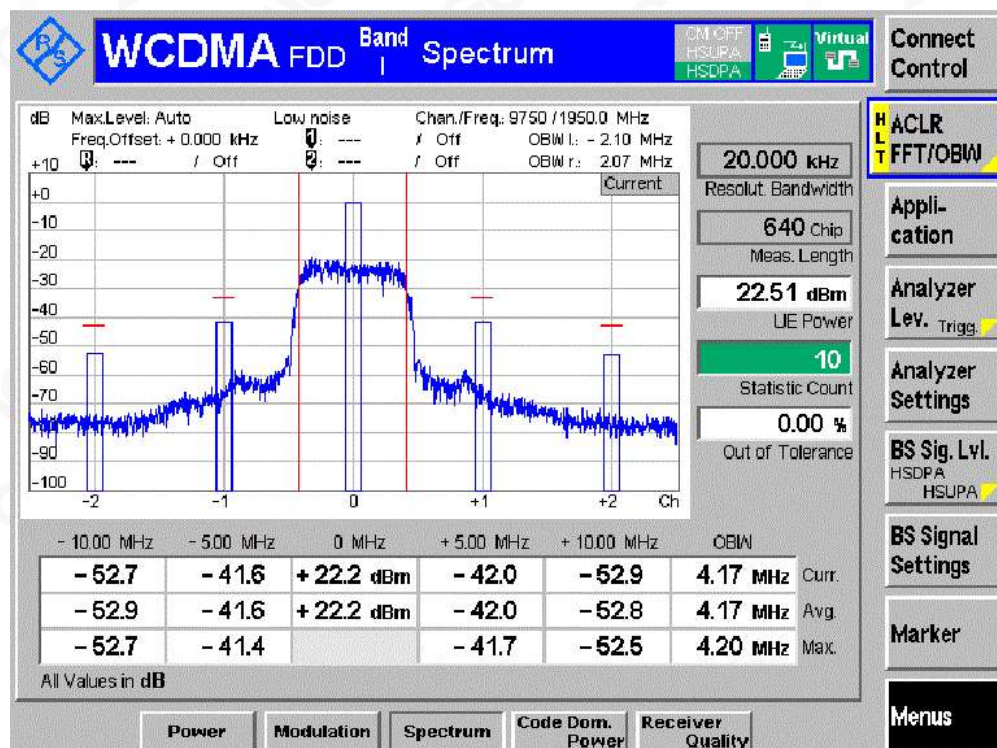 R&S
WCDMA FDD Band I Spectrum
CM OFF
HSUPA
HSDPA
Virtual
Connect
Control
dB Max.Level: Auto Low noise Chan./Freq.: 9750 / 1950.0 MHz
Freq.Offset: + 0.000 kHz 1: --- / Off OBW l.: - 2.10 MHz
R: --- / Off 2: --- / Off OBW r.: 2.07 MHz
Current
+10
+0
-10
-20
-30
-40
-50
-60
-70
-90
-100
-2 -1 0 +1 +2 Ch
20.000 kHz
Resolut. Bandwidth
640 Chip
Meas. Length
22.51 dBm
UE Power
10
Statistic Count
0.00 %
Out of Tolerance
HLT
ACLR
FFT/OBW
Appli-
cation
Analyzer
Lev. Trigg.
Analyzer
Settings
BS Sig. Lvl.
HSDPA
HSUPA
BS Signal
Settings
Marker
Menus
- 10.00 MHz - 5.00 MHz 0 MHz + 5.00 MHz + 10.00 MHz OBW
- 52.7 - 41.6 + 22.2 dBm - 42.0 - 52.9 4.17 MHz Curr.
- 52.9 - 41.6 + 22.2 dBm - 42.0 - 52.8 4.17 MHz Avg.
- 52.7 - 41.4 - 41.7 - 52.5 4.20 MHz Max.
All Values in dB
Power
Modulation
Spectrum
Code Dom.
Power
Receiver
Quality